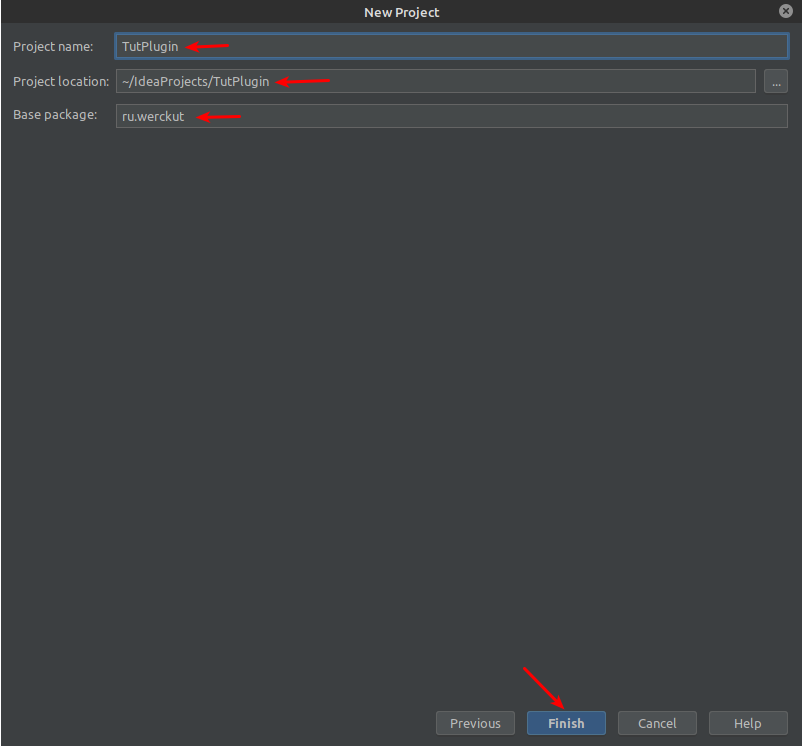 New Project
Project name: TutPlugin
Project location: ~/IdeaProjects/TutPlugin ...
Base package: ru.werckut
Previous Finish Cancel Help